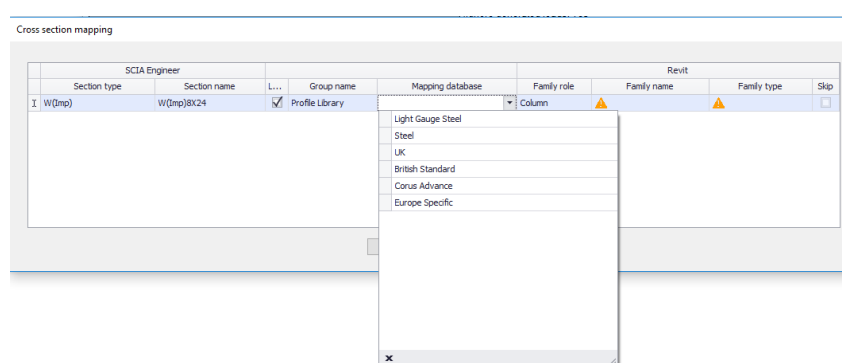 Cross section mapping
SCIA Engineer Revit
Section type Section name L... Group name Mapping database Family role Family name Family type Skip
W(Imp) W(Imp)8X24 Profile Library Column
Light Gauge Steel
Steel
UK
British Standard
Corus Advance
Europe Specific